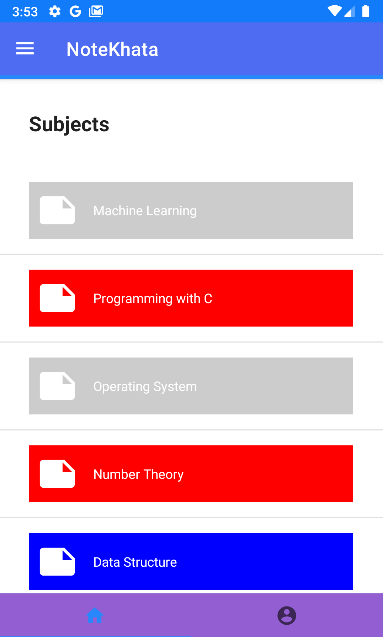 3:53
NoteKhata
Subjects
Machine Learning
Programming with C
Operating System
Number Theory
Data Structure